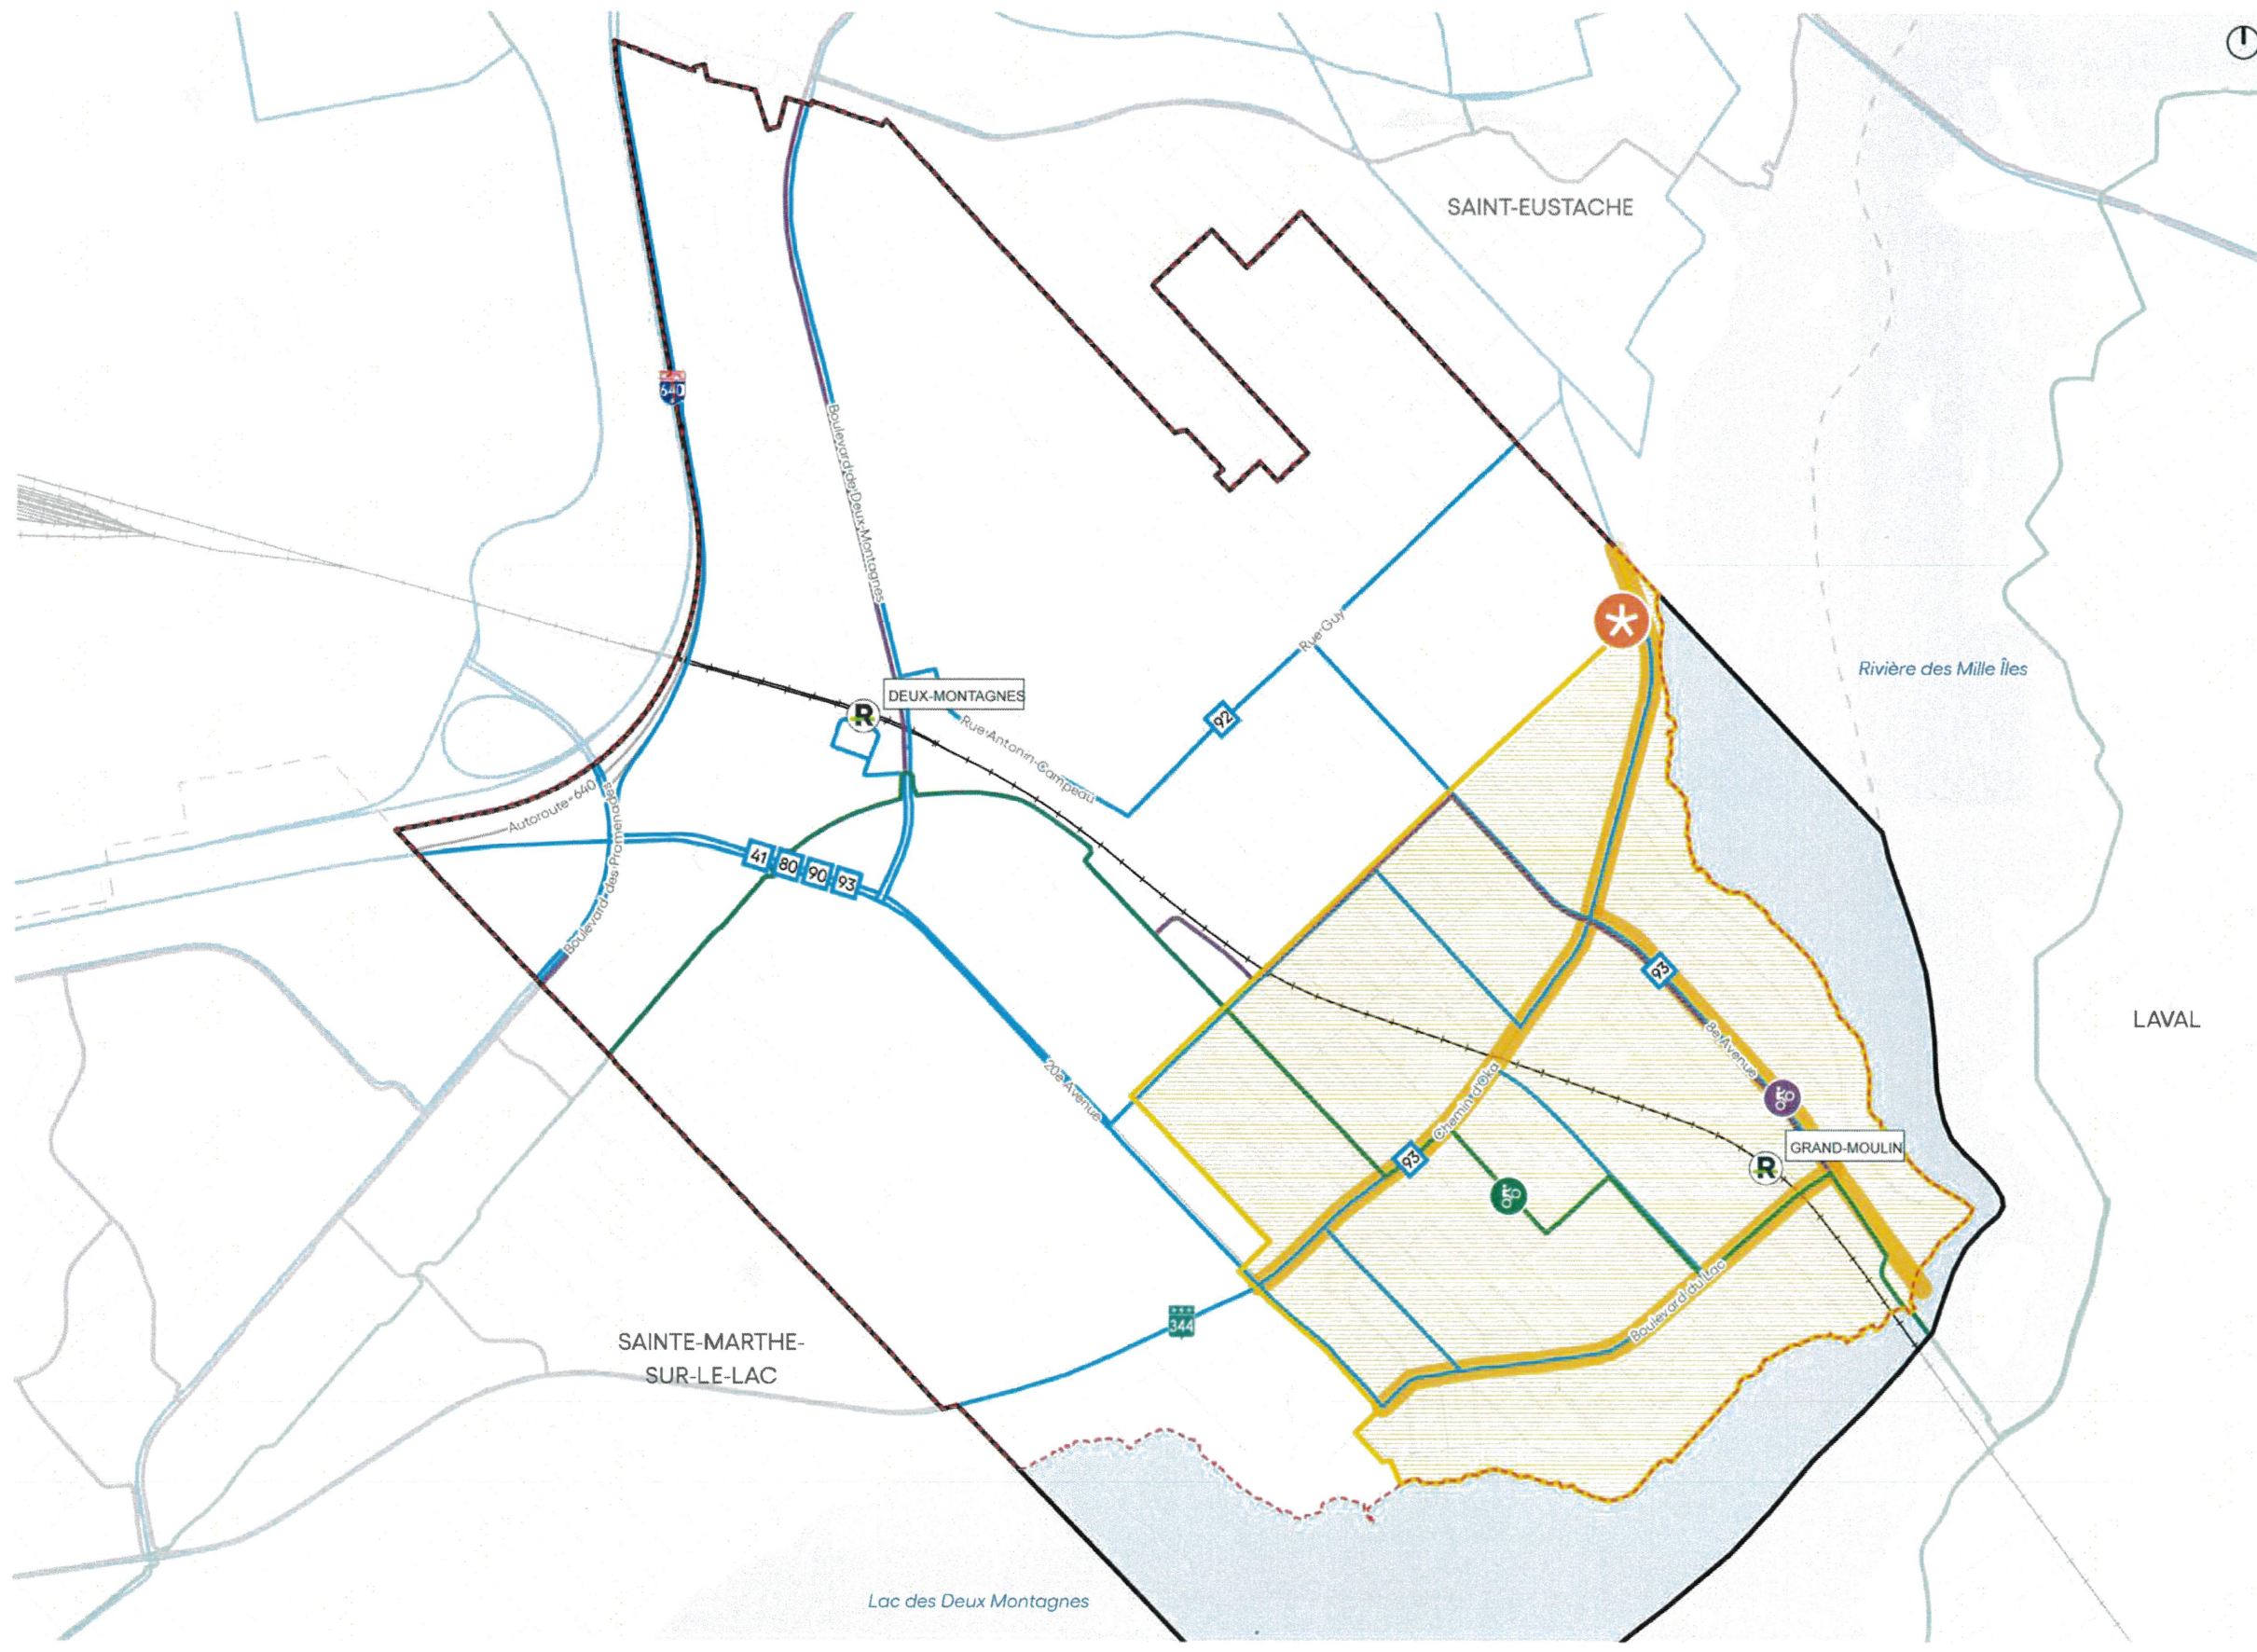 SAINT-EUSTACHE
640
Boulevard de Deux-Montagnes
Rue Guy
Rivière des Mille Îles
DEUX-MONTAGNES
R
92
Rue Antonin-Campeau
Autoroute 640
Boulevard des Promenades
41
80
90
93
93
LAVAL
8e Avenue
20e Avenue
Chemin d'Oka
93
GRAND-MOULIN
R
Boulevard du Lac
344
SAINTE-MARTHE-
SUR-LE-LAC
Lac des Deux Montagnes